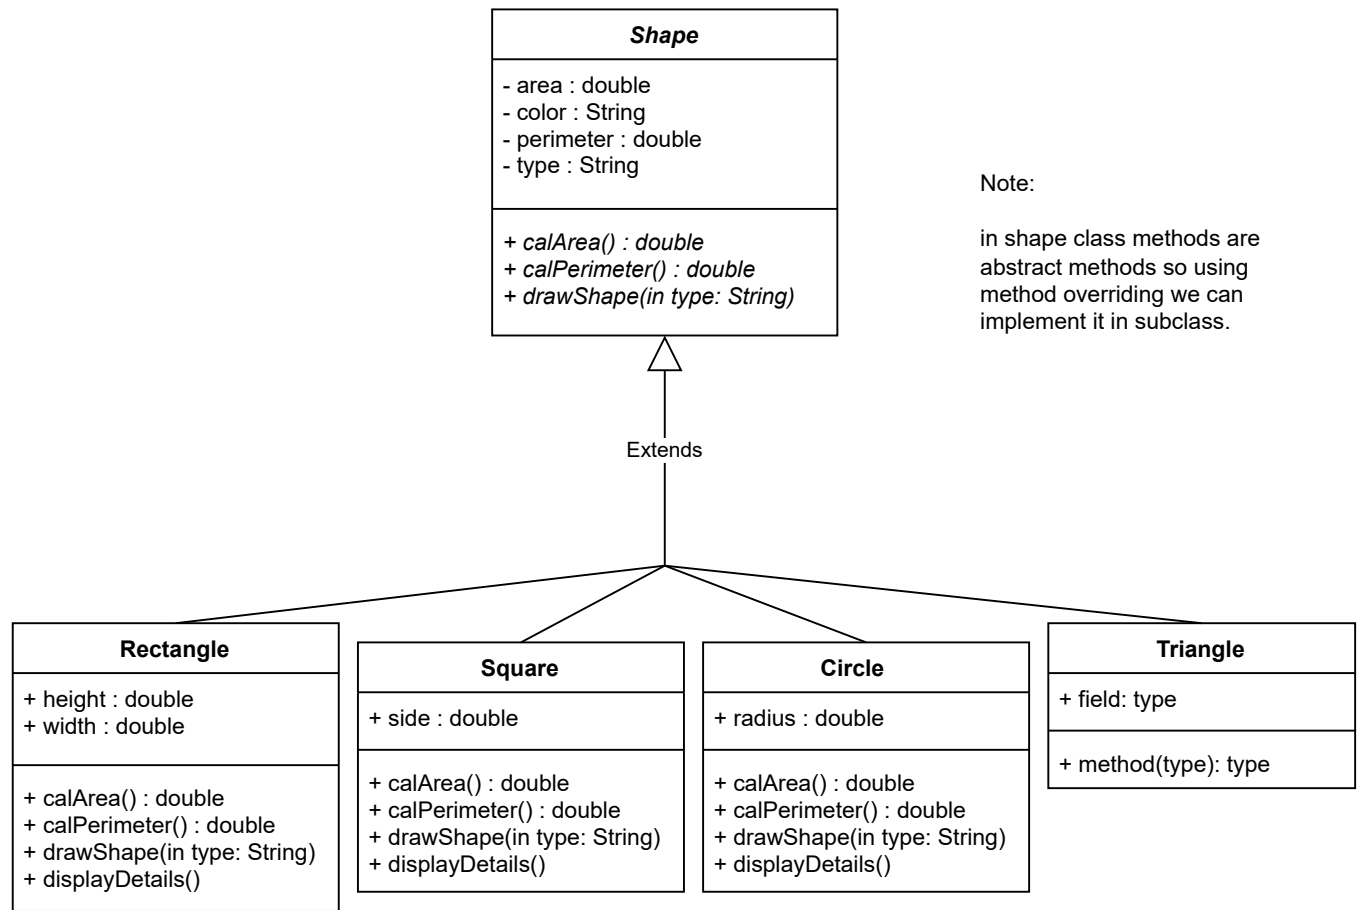 Shape
- area : double
- color : String
- perimeter : double
- type : String
+ calArea() : double
+ calPerimeter() : double
+ drawShape(in type: String)
Note:
in shape class methods are
abstract methods so using
method overriding we can
implement it in subclass.
Extends
Rectangle
+ height : double
+ width : double
+ calArea() : double
+ calPerimeter() : double
+ drawShape(in type: String)
+ displayDetails()
Square
+ side : double
+ calArea() : double
+ calPerimeter() : double
+ drawShape(in type: String)
+ displayDetails()
Circle
+ radius : double
+ calArea() : double
+ calPerimeter() : double
+ drawShape(in type: String)
+ displayDetails()
Triangle
+ field: type
+ method(type): type